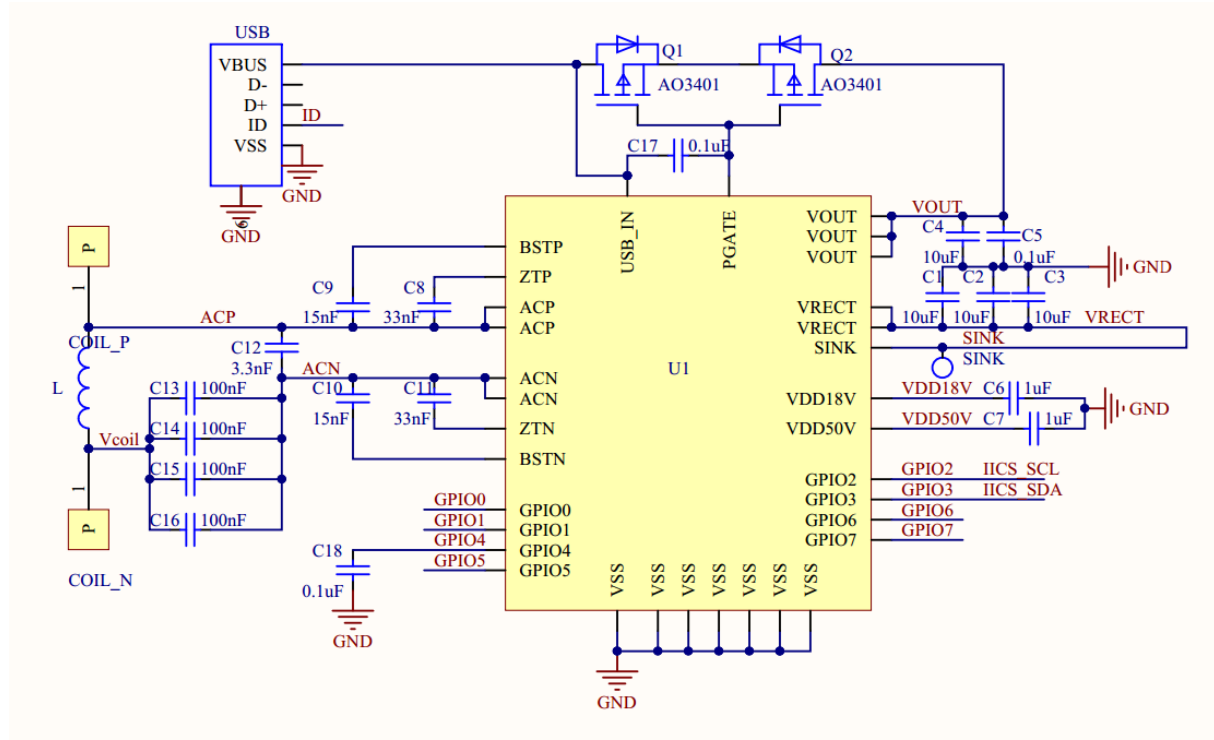 USB
VBUS
D-
D+
ID
ID
VSS
GND
GND
Q1
AO3401
Q2
AO3401
C17
0.1uF
USB_IN
PGATE
P
1
COIL_P
L
Vcoil
1
P
COIL_N
ACP
C12
3.3nF
ACN
C13
100nF
C14
100nF
C15
100nF
C16
100nF
C9
15nF
C8
33nF
C10
15nF
C11
33nF
BSTP
ZTP
ACP
ACP
ACN
ACN
ZTN
BSTN
GPIO0
GPIO0
GPIO1
GPIO1
GPIO4
GPIO4
GPIO5
GPIO5
C18
0.1uF
GND
U1
VOUT
VOUT
VOUT
VRECT
VRECT
SINK
VDD18V
VDD50V
GPIO2
GPIO3
GPIO6
GPIO7
VOUT
C4
10uF
C5
0.1uF
GND
C1
10uF
C2
10uF
C3
10uF
VRECT
SINK
SINK
VDD18V
C6
1uF
VDD50V
C7
1uF
GND
GPIO2
IICS_SCL
GPIO3
IICS_SDA
GPIO6
GPIO7
VSS
VSS
VSS
VSS
VSS
VSS
VSS
GND